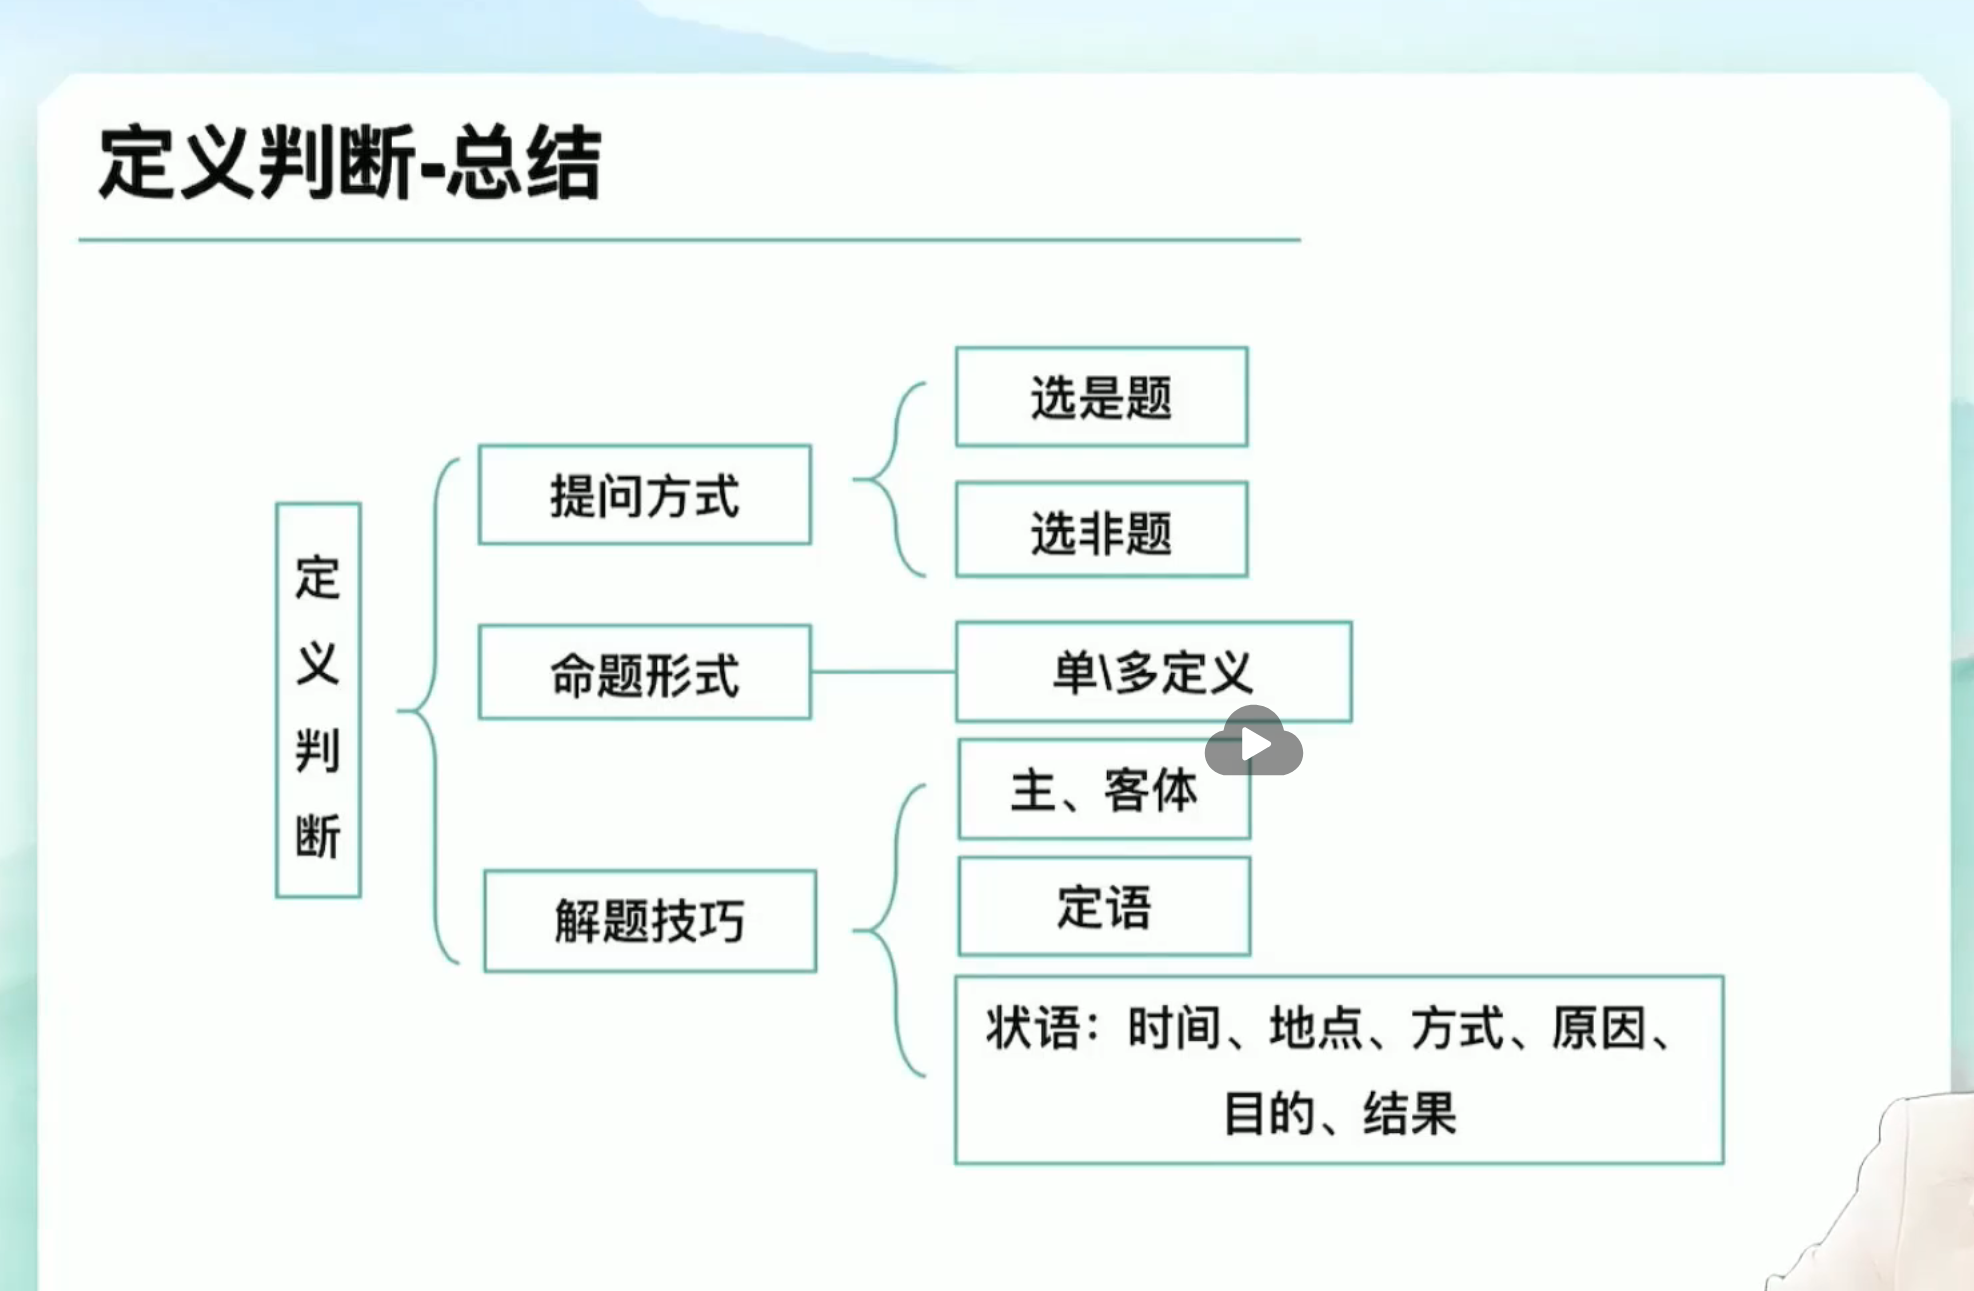 定义判断-总结
定义判断
提问方式
选是题
选非题
命题形式
单\多定义
解题技巧
主、客体
定语
状语：时间、地点、方式、原因、
目的、结果